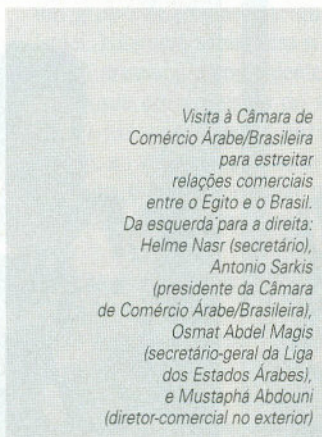 Visita à Câmara de
Comércio Árabe/Brasileira
para estreitar
relações comerciais
entre o Egito e o Brasil.
Da esquerda para a direita:
Helme Nasr (secretário),
Antonio Sarkis
(presidente da Câmara
de Comércio Árabe/Brasileira),
Osmat Abdel Magis
(secretário-geral da Liga
dos Estados Árabes),
e Mustaphá Abdouni
(diretor-comercial no exterior)